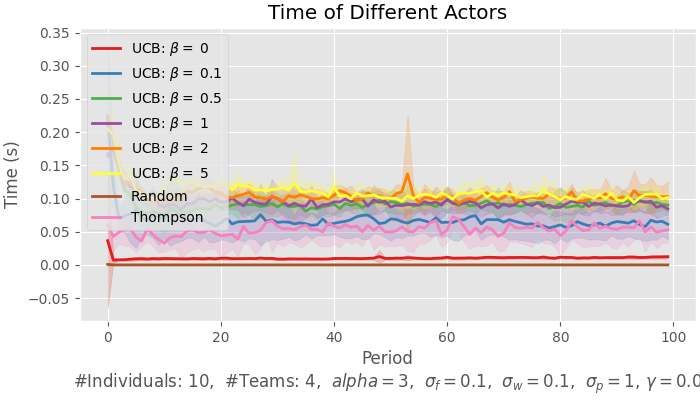 Time of Different Actors
Time (s)
0.35
0.30
0.25
0.20
0.15
0.10
0.05
0.00
−0.05
UCB: β = 0
UCB: β = 0.1
UCB: β = 0.5
UCB: β = 1
UCB: β = 2
UCB: β = 5
Random
Thompson
0 20 40 60 80 100
Period
#Individuals: 10, #Teams: 4, alpha = 3, σ_f = 0.1, σ_w = 0.1, σ_p = 1, γ = 0.0